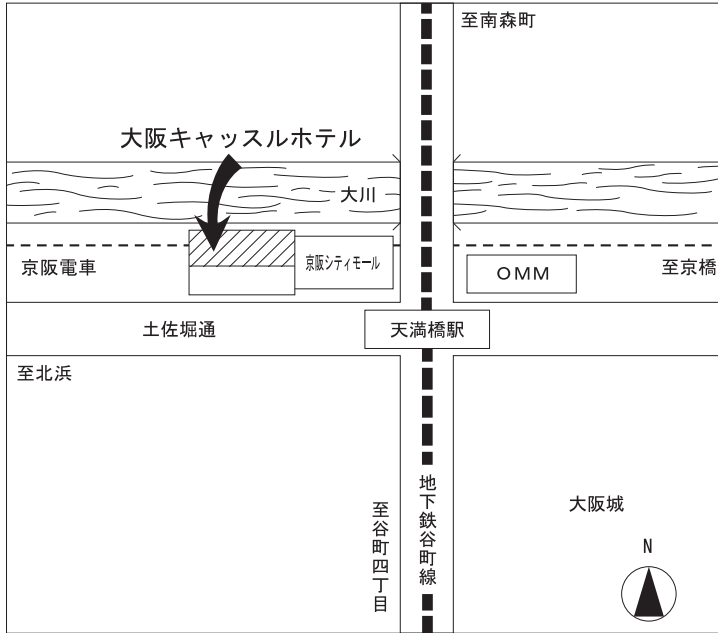 至南森町
大阪キャッスルホテル
大川
京阪電車
京阪シティモール
OMM
至京橋
土佐堀通
天満橋駅
至北浜
至谷町四丁目
地下鉄谷町線
大阪城
N